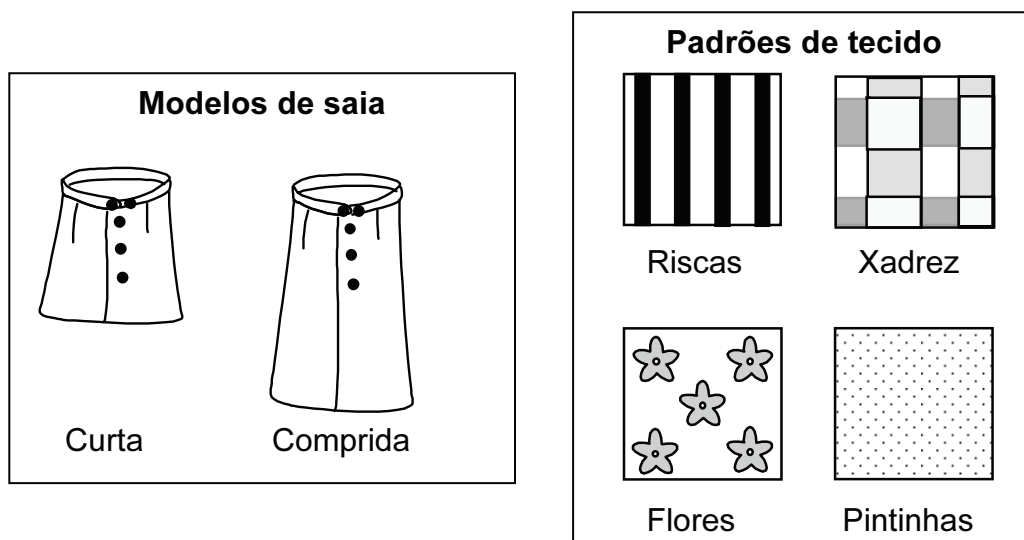 Modelos de saia
Curta Comprida
Padrões de tecido
Riscas Xadrez
Flores Pintinhas